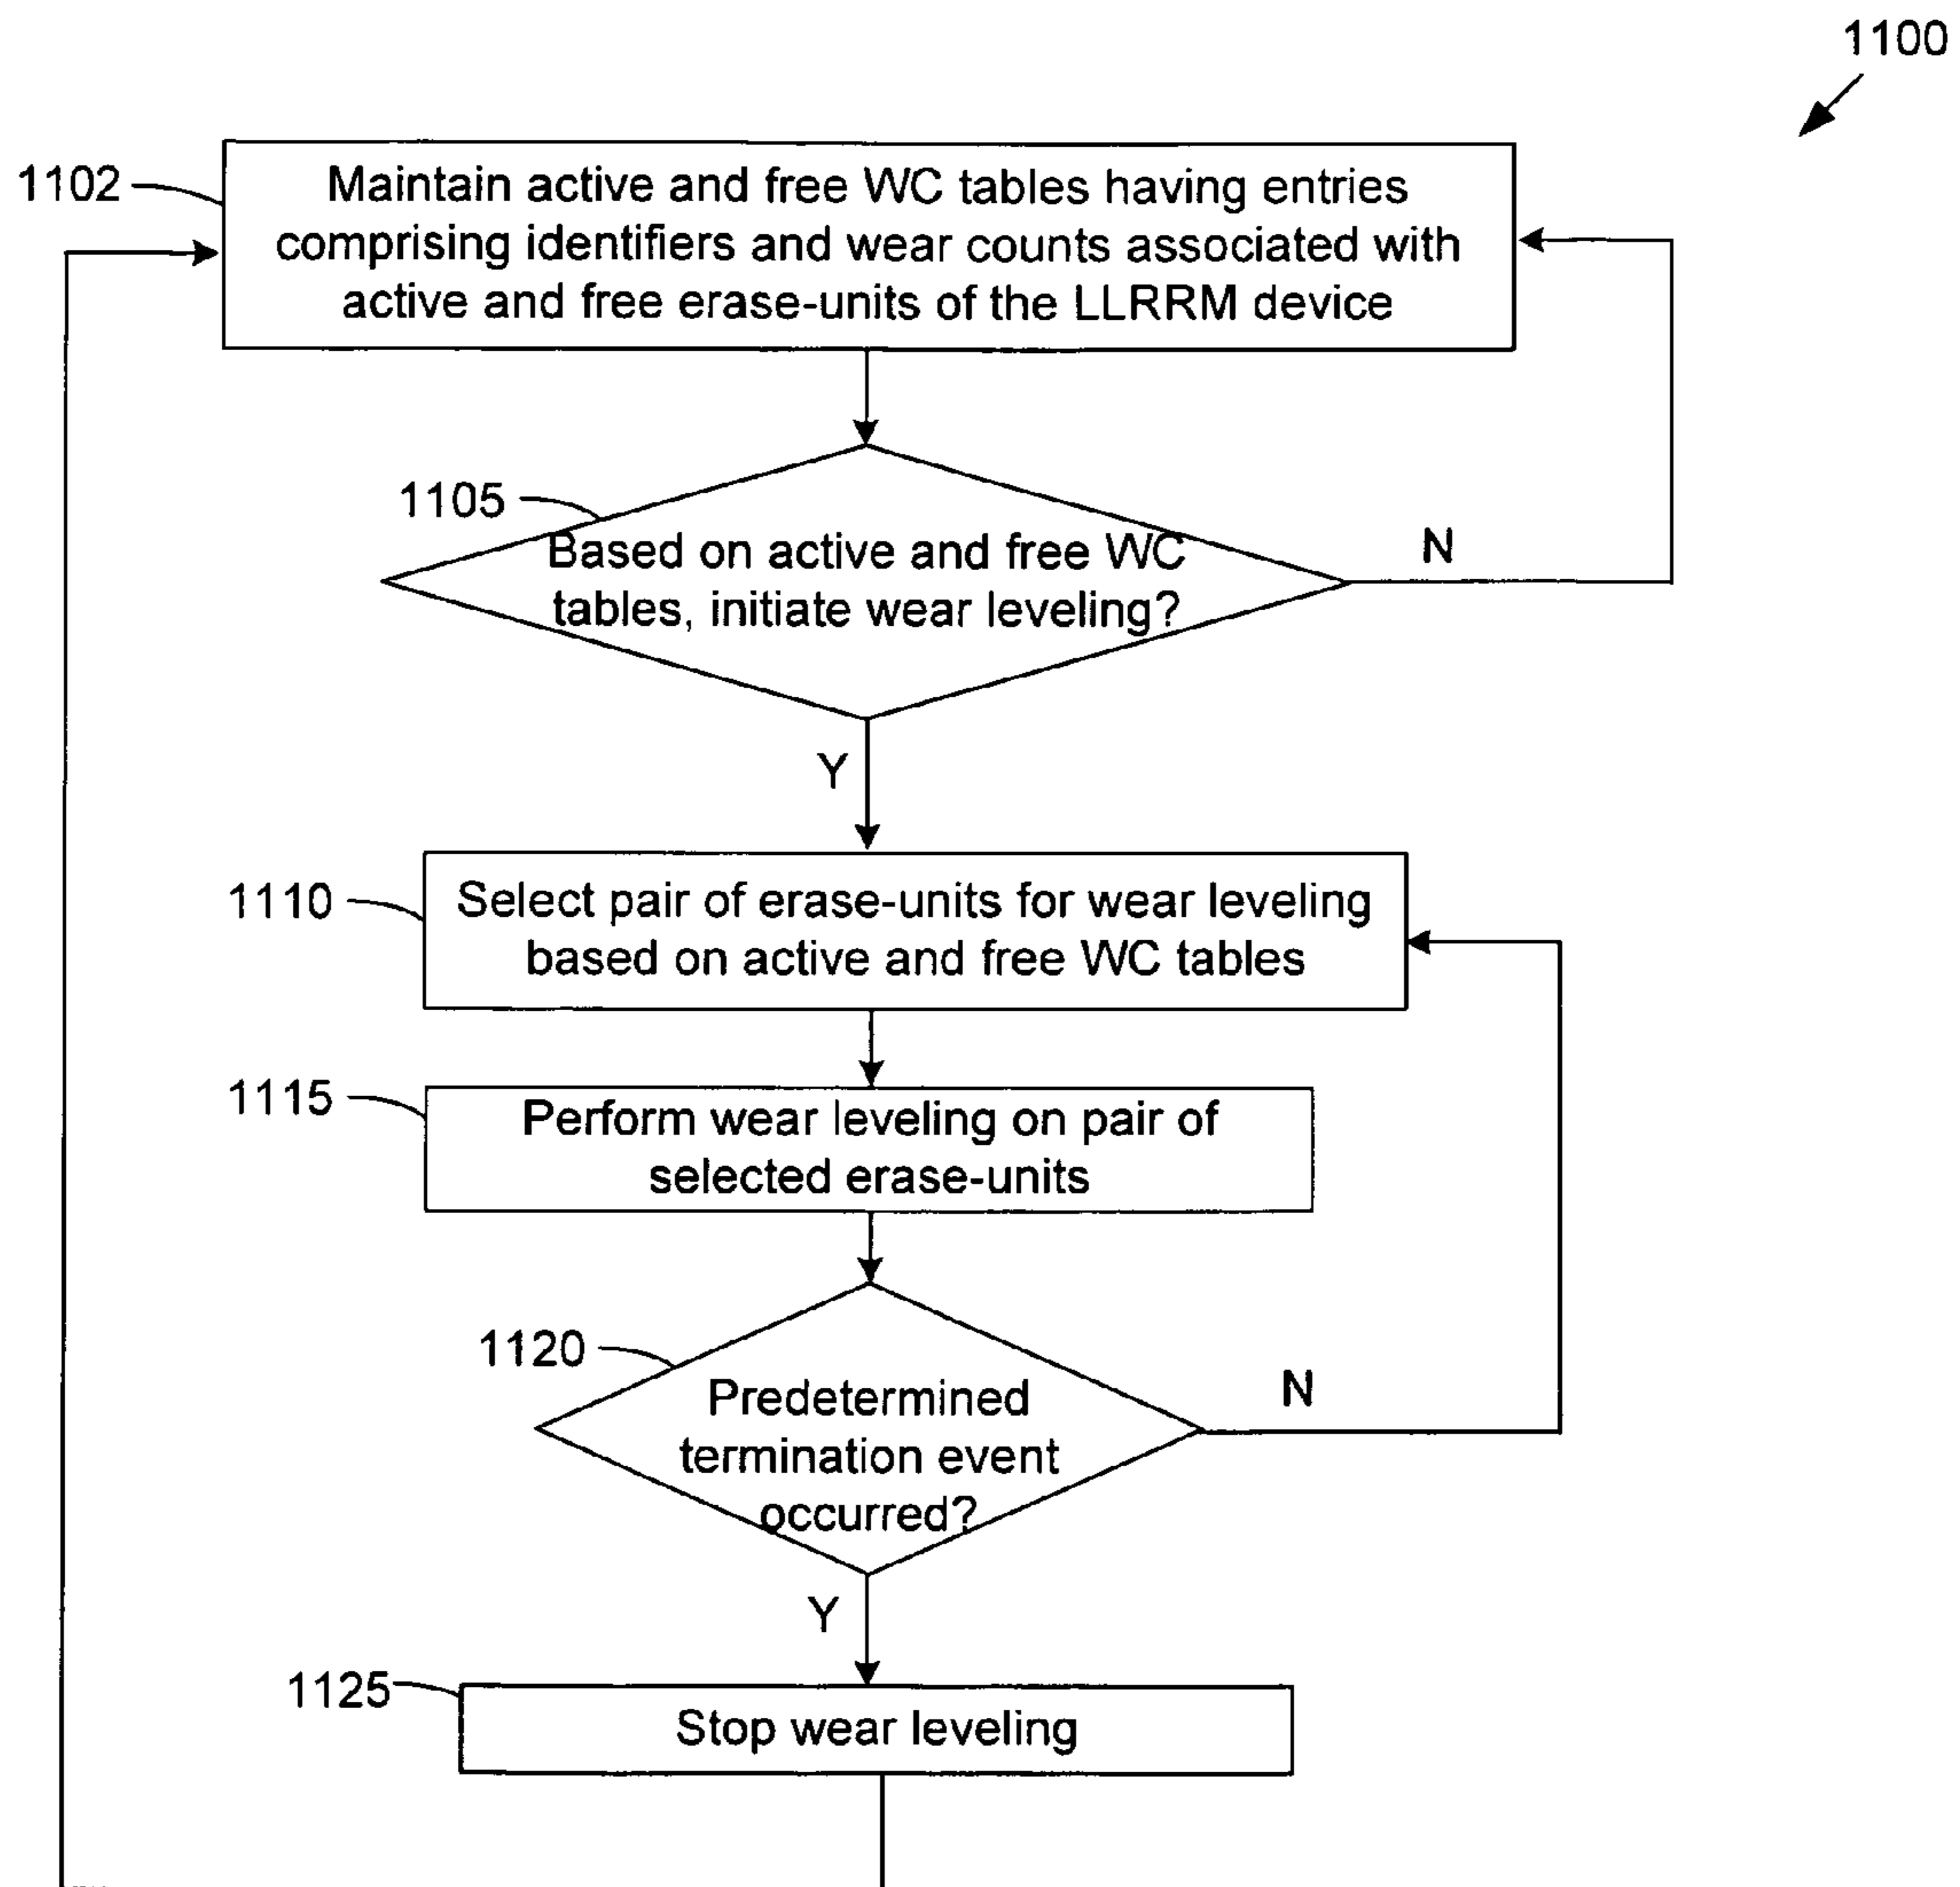 1100
1102
Maintain active and free WC tables having entries
comprising identifiers and wear counts associated with
active and free erase-units of the LLRRM device
1105
Based on active and free WC
tables, initiate wear leveling?
N
Y
1110
Select pair of erase-units for wear leveling
based on active and free WC tables
1115
Perform wear leveling on pair of
selected erase-units
1120
Predetermined
termination event
occurred?
N
Y
1125
Stop wear leveling